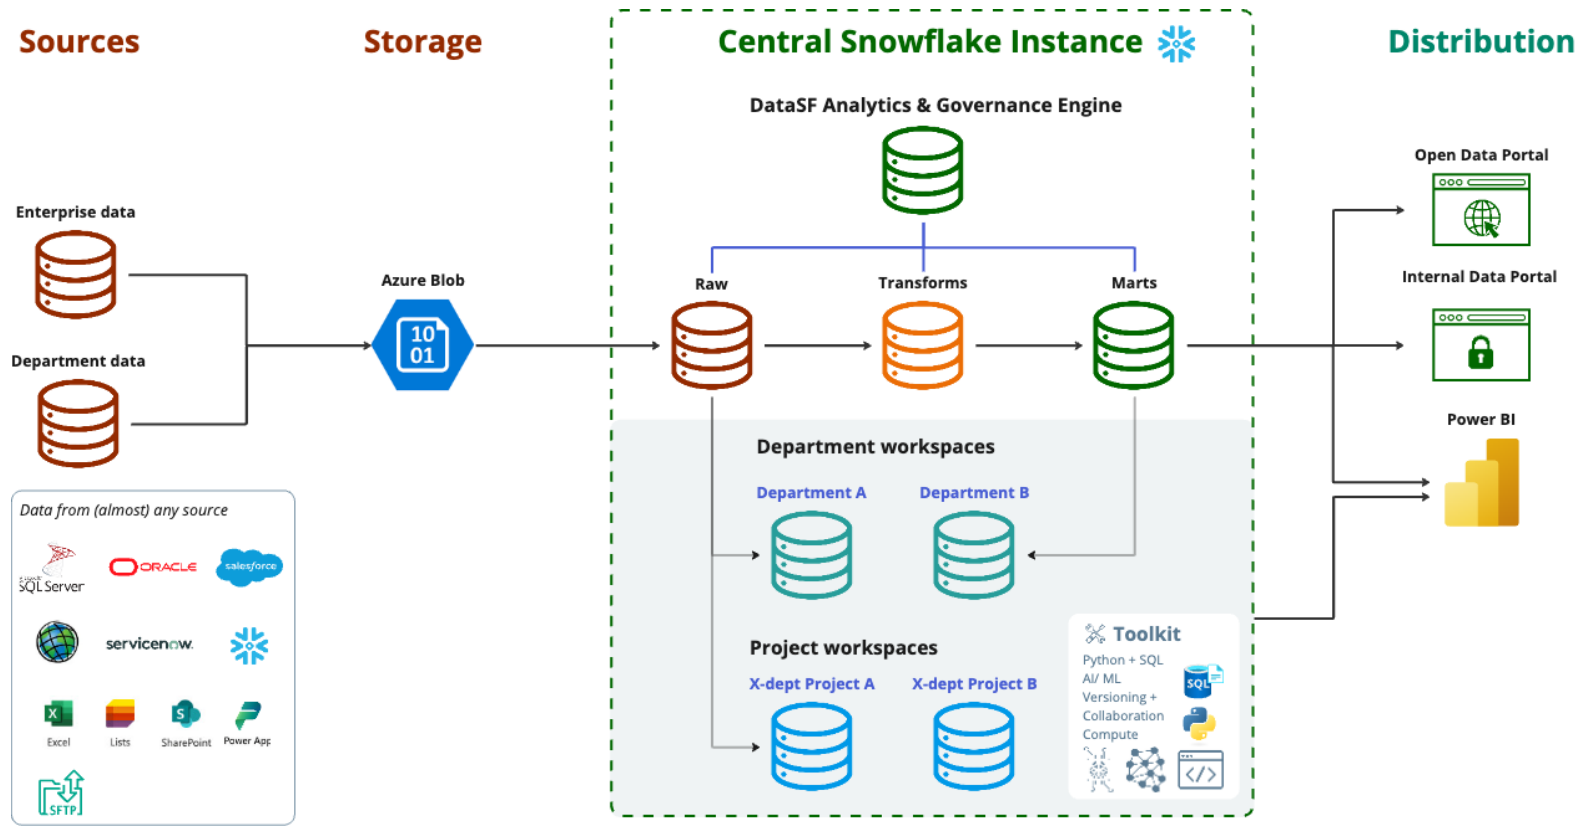 Sources
Storage
Central Snowflake Instance
Distribution
DataSF Analytics & Governance Engine
Enterprise data
Department data
Azure Blob
10
01
Raw
Transforms
Marts
Open Data Portal
Internal Data Portal
Power BI
Data from (almost) any source
SQL Server
ORACLE
salesforce
servicenow.
X
Excel
Lists
S
SharePoint
Power App
SFTP
Department workspaces
Department A
Department B
Project workspaces
X-dept Project A
X-dept Project B
Toolkit
Python + SQL
AI/ ML
Versioning +
Collaboration
Compute
SQL
</>